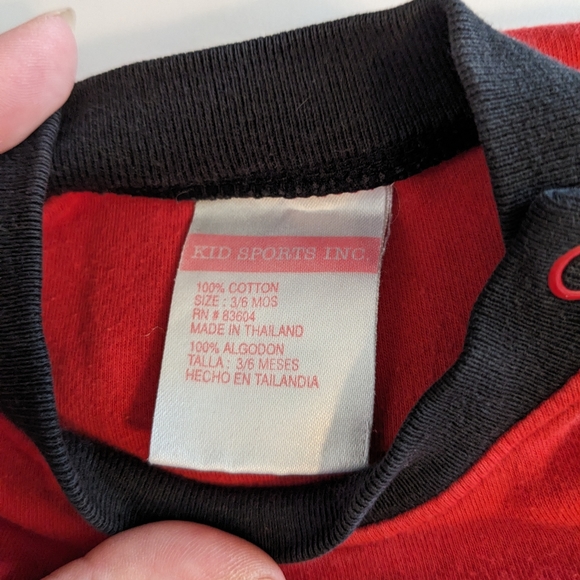 KID SPORTS INC.
100% COTTON
SIZE : 3/6 MOS
RN # 83604
MADE IN THAILAND
100% ALGODON
TALLA : 3/6 MESES
HECHO EN TAILANDIA